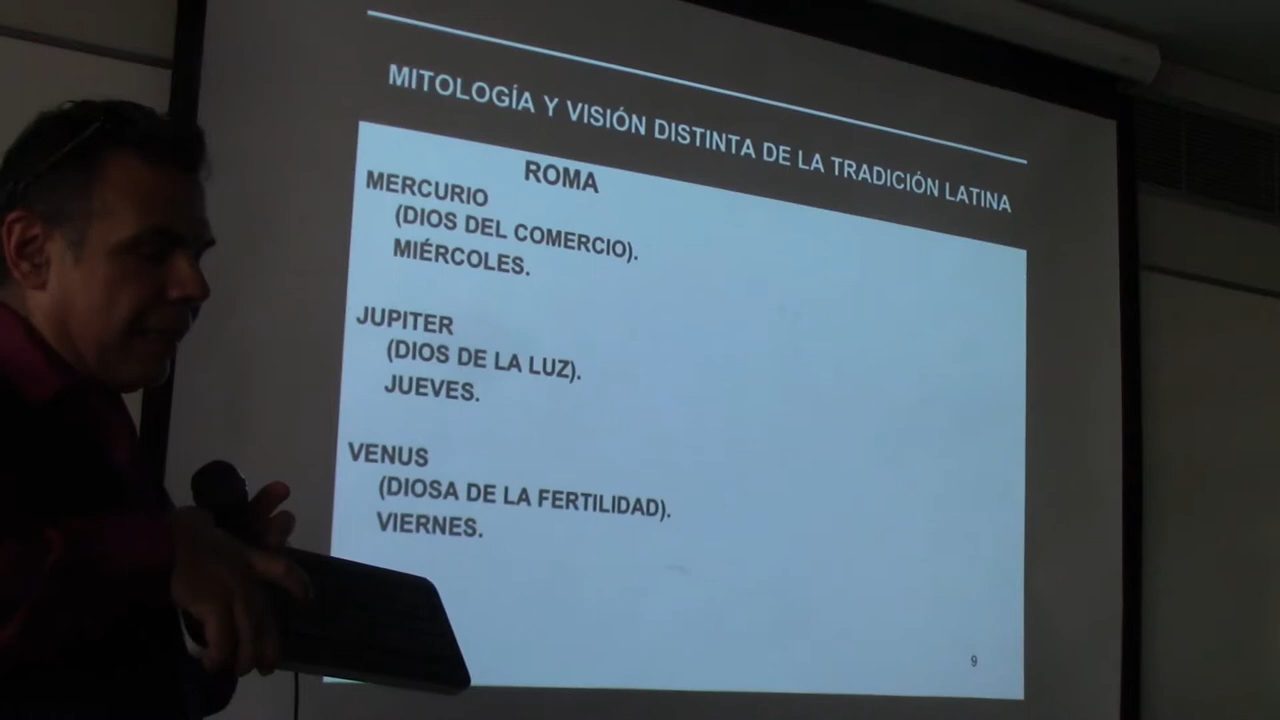 MITOLOGÍA Y VISIÓN DISTINTA DE LA TRADICIÓN LATINA
ROMA
MERCURIO
(DIOS DEL COMERCIO).
MIÉRCOLES.
JUPITER
(DIOS DE LA LUZ).
JUEVES.
VENUS
(DIOSA DE LA FERTILIDAD).
VIERNES.
9